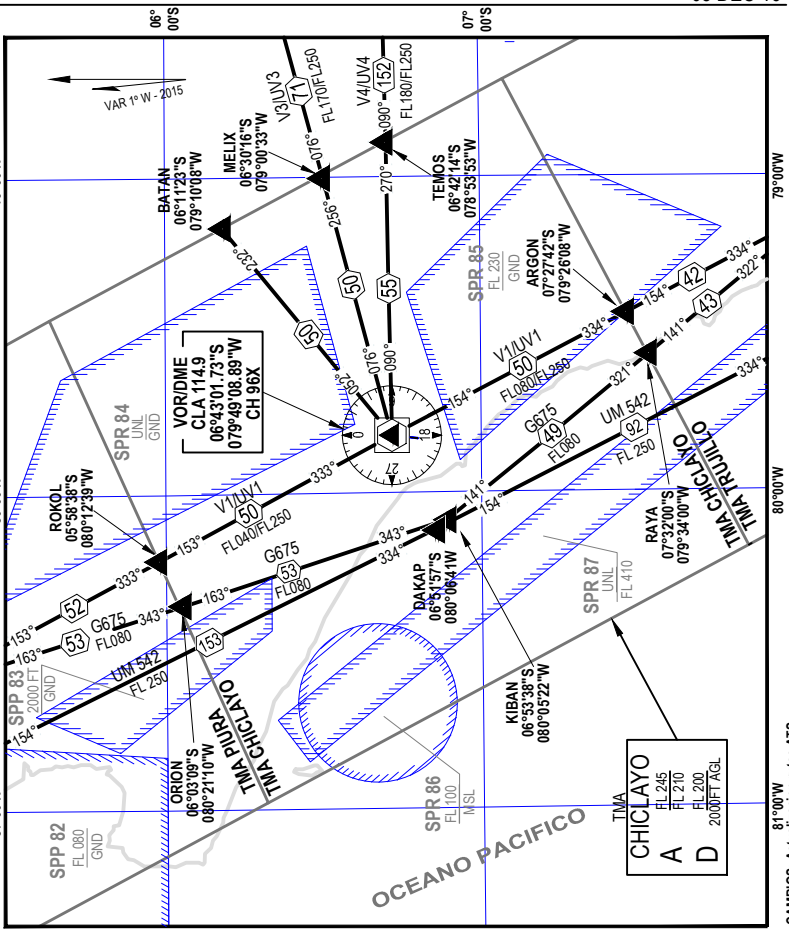 06°
00'S
07°
00'S
VAR 1° W - 2015
BATAN
06°11'23"S
079°10'08"W
MELIX
06°30'16"S
079°00'33"W
V3/UV3
71
FL170/FL250
076°
256°
50
076°
V4/UV4
152
FL180/FL250
090°
270°
55
090°
TEMOS
06°42'14"S
078°53'53"W
79°00'W
232°
50
052°
VOR/DME
CLA 114.9
06°43'01.73"S
079°49'08.89"W
CH 96X
0
18
27
SPR 84
UNL
GND
SPR 85
FL 230
GND
ARGON
07°27'42"S
079°26'08"W
334°
42
154°
322°
43
141°
334°
V1/UV1
50
FL080/FL250
154°
321°
G675
49
FL080
141°
334°
UM 542
92
FL 250
154°
RAYA
07°32'00"S
079°34'00"W
TMA CHICLAYO
TMA TRUJILLO
80°00'W
ROKOL
05°58'38"S
080°12'39"W
V1/UV1
50
FL040/FL250
333°
153°
333°
52
153°
G675
53
FL080
343°
163°
343°
163°
G675
53
FL080
334°
153
UM 542
FL 250
154°
SPP 83
2000 FT
GND
DAKAP
06°51'57"S
080°06'41W
KIBAN
06°53'38"S
080°05'22"W
SPR 87
UNL
FL 410
ORION
06°03'09"S
080°21'10"W
TMA PIURA
TMA CHICLAYO
SPP 82
FL 080
GND
SPR 86
FL 100
MSL
OCEANO PACIFICO
TMA
CHICLAYO
A
FL 245
FL 210
D
FL 200
2000FT AGL
81°00'W